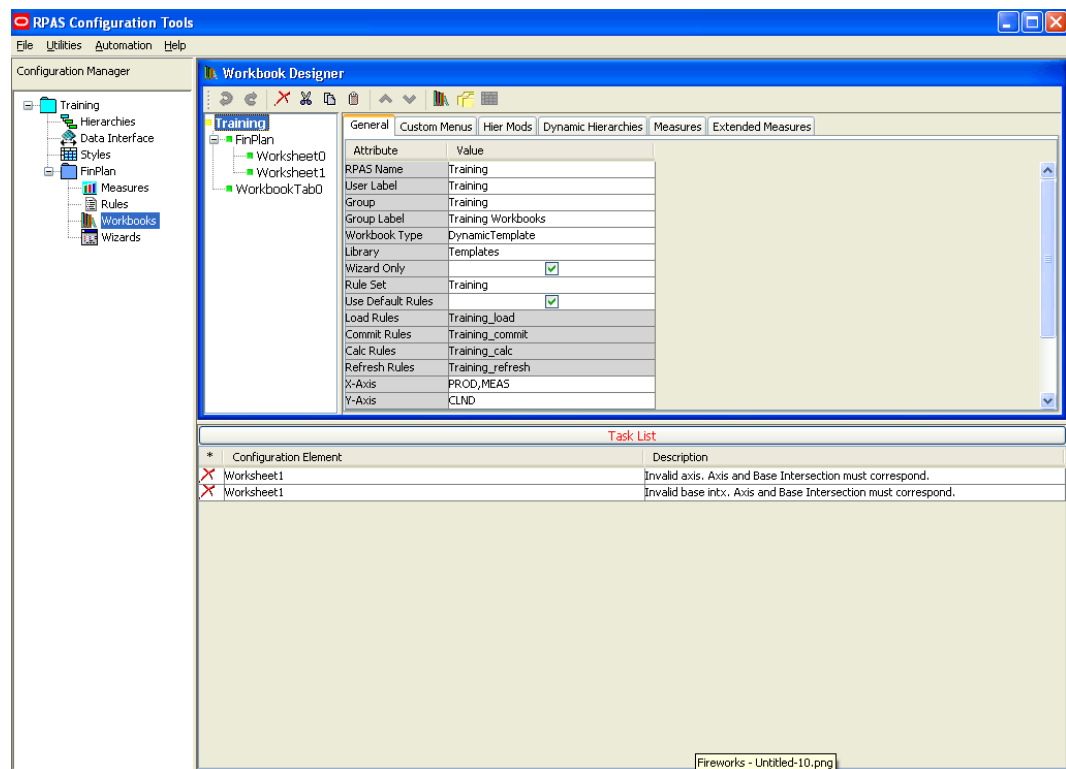 RPAS Configuration Tools
File Utilities Automation Help
Configuration Manager
Training
Hierarchies
Data Interface
Styles
FinPlan
Measures
Rules
Workbooks
Wizards
Workbook Designer
Training
FinPlan
Worksheet0
Worksheet1
WorkbookTab0
General Custom Menus Hier Mods Dynamic Hierarchies Measures Extended Measures
Attribute Value
RPAS Name Training
User Label Training
Group Training
Group Label Training Workbooks
Workbook Type DynamicTemplate
Library Templates
Wizard Only
Rule Set Training
Use Default Rules
Load Rules Training_load
Commit Rules Training_commit
Calc Rules Training_calc
Refresh Rules Training_refresh
X-Axis PROD,MEAS
Y-Axis CLND
Task List
* Configuration Element Description
Worksheet1 Invalid axis. Axis and Base Intersection must correspond.
Worksheet1 Invalid base intx. Axis and Base Intersection must correspond.
Fireworks - Untitled-10.png